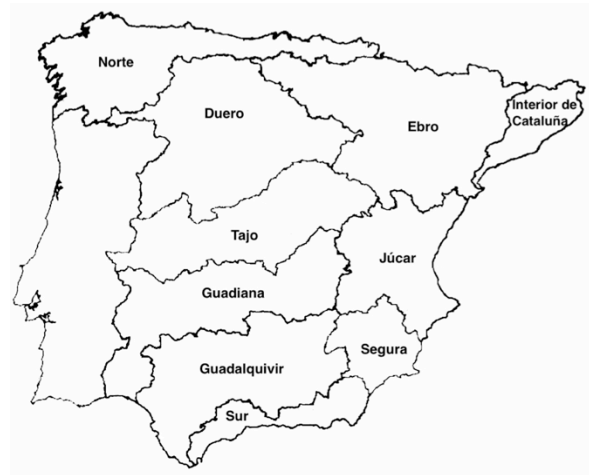 Norte
Duero
Ebro
Interior de
Cataluña
Tajo
Júcar
Guadiana
Segura
Guadalquivir
Sur